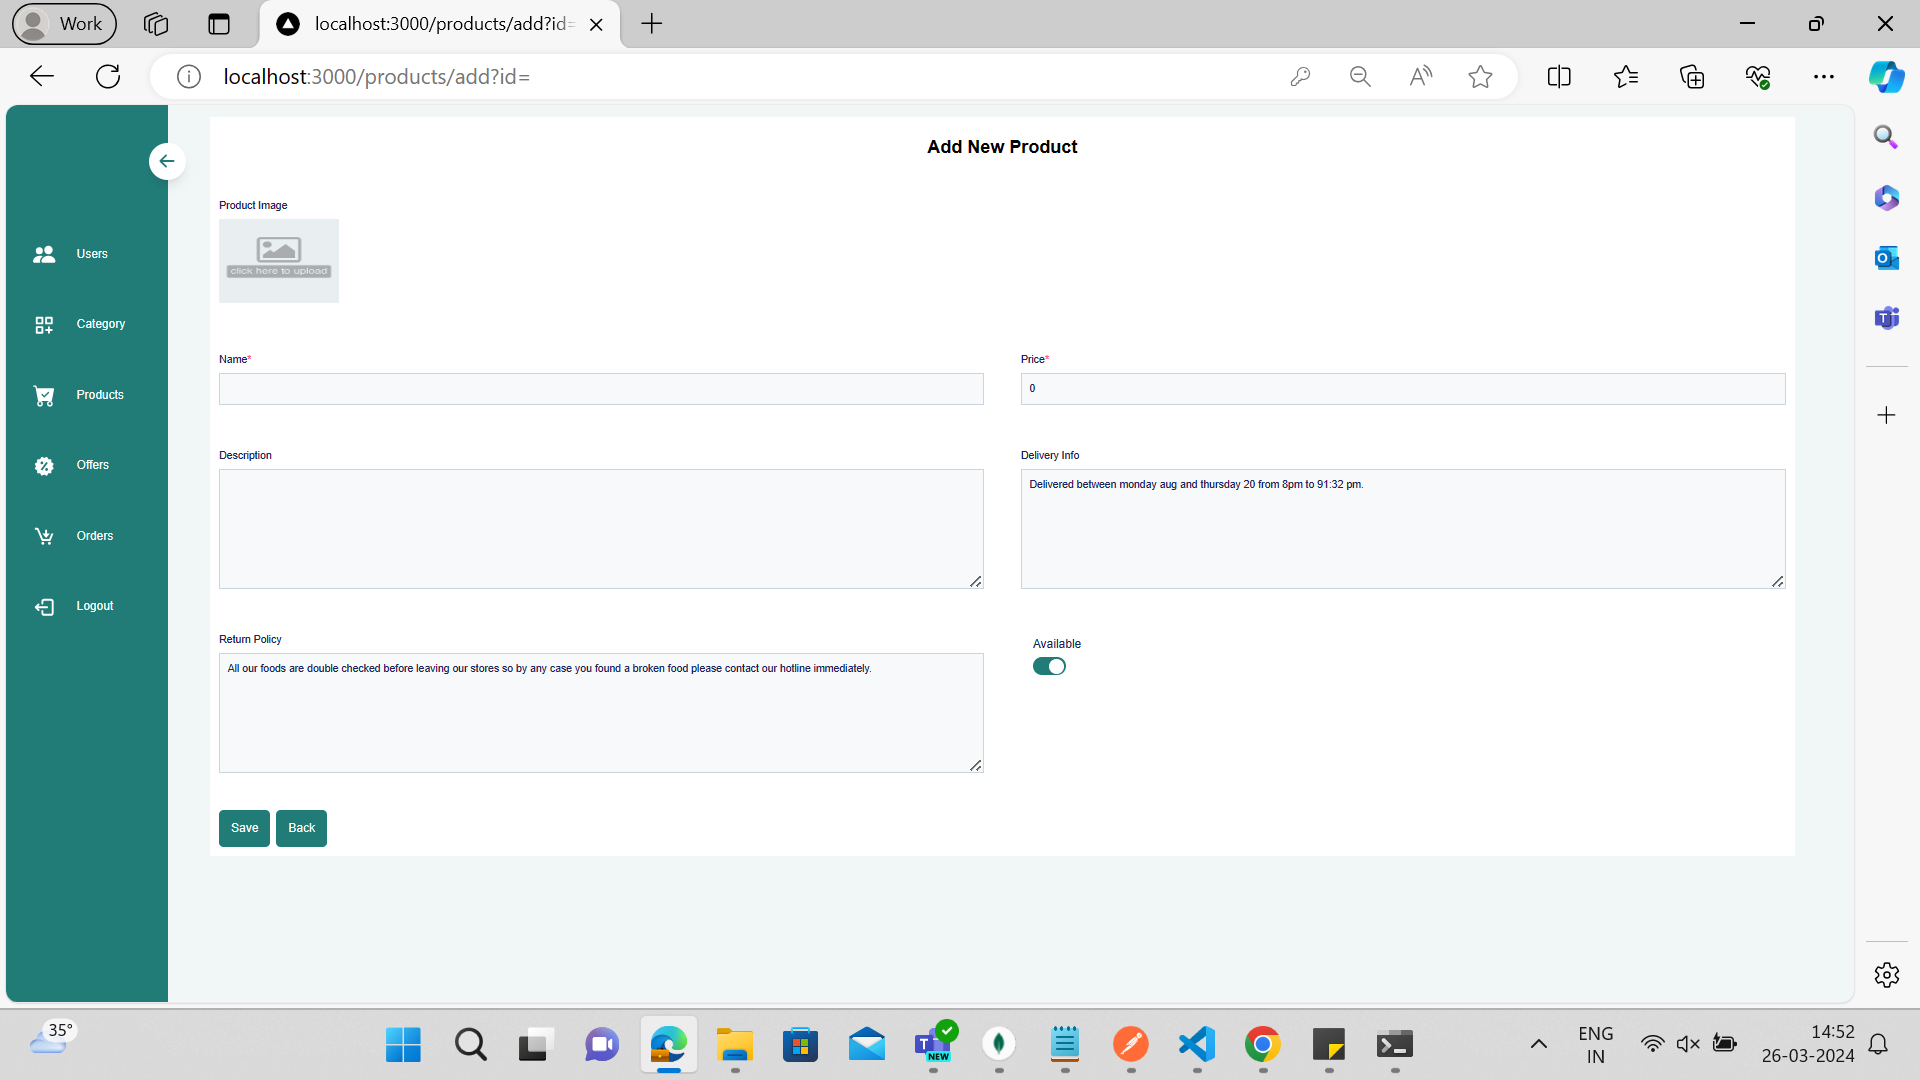 Work
localhost:3000/products/add?id=
localhost:3000/products/add?id=
Add New Product
Product Image
click here to upload
Users
Category
Products
Offers
Orders
Logout
Name*
Price*
0
Description
Delivery Info
Delivered between monday aug and thursday 20 from 8pm to 91:32 pm.
Return Policy
All our foods are double checked before leaving our stores so by any case you found a broken food please contact our hotline immediately.
Available
Save
Back
35°
NEW
ENG
IN
14:52
26-03-2024